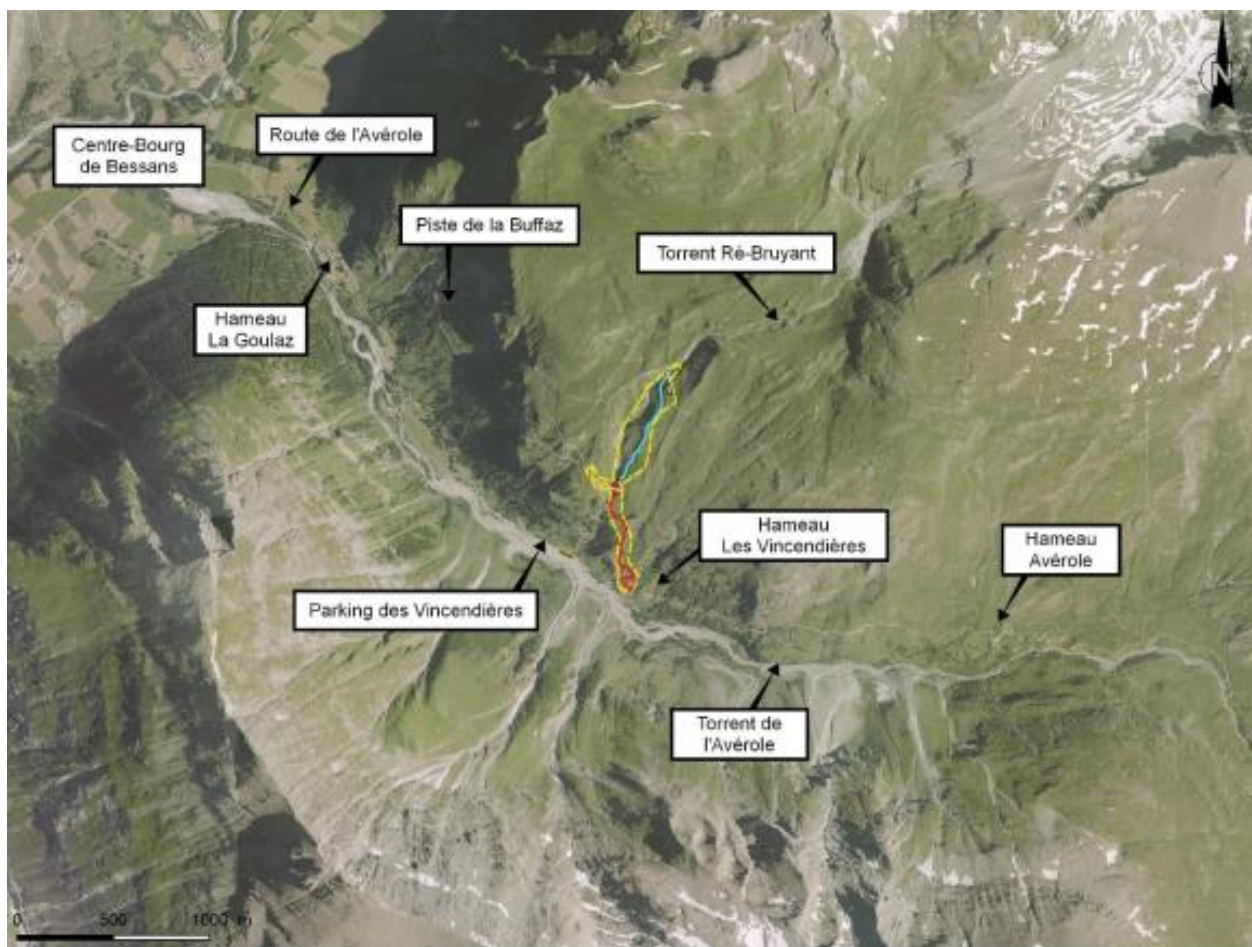 N
Centre-Bourg
de Bessans
Route de l'Avérole
Piste de la Buffaz
Torrent Ré-Bruyant
Hameau
La Goulaz
Hameau
Les Vincendières
Hameau
Avérole
Parking des Vincendières
Torrent de
l'Avérole
0 500 1000 m